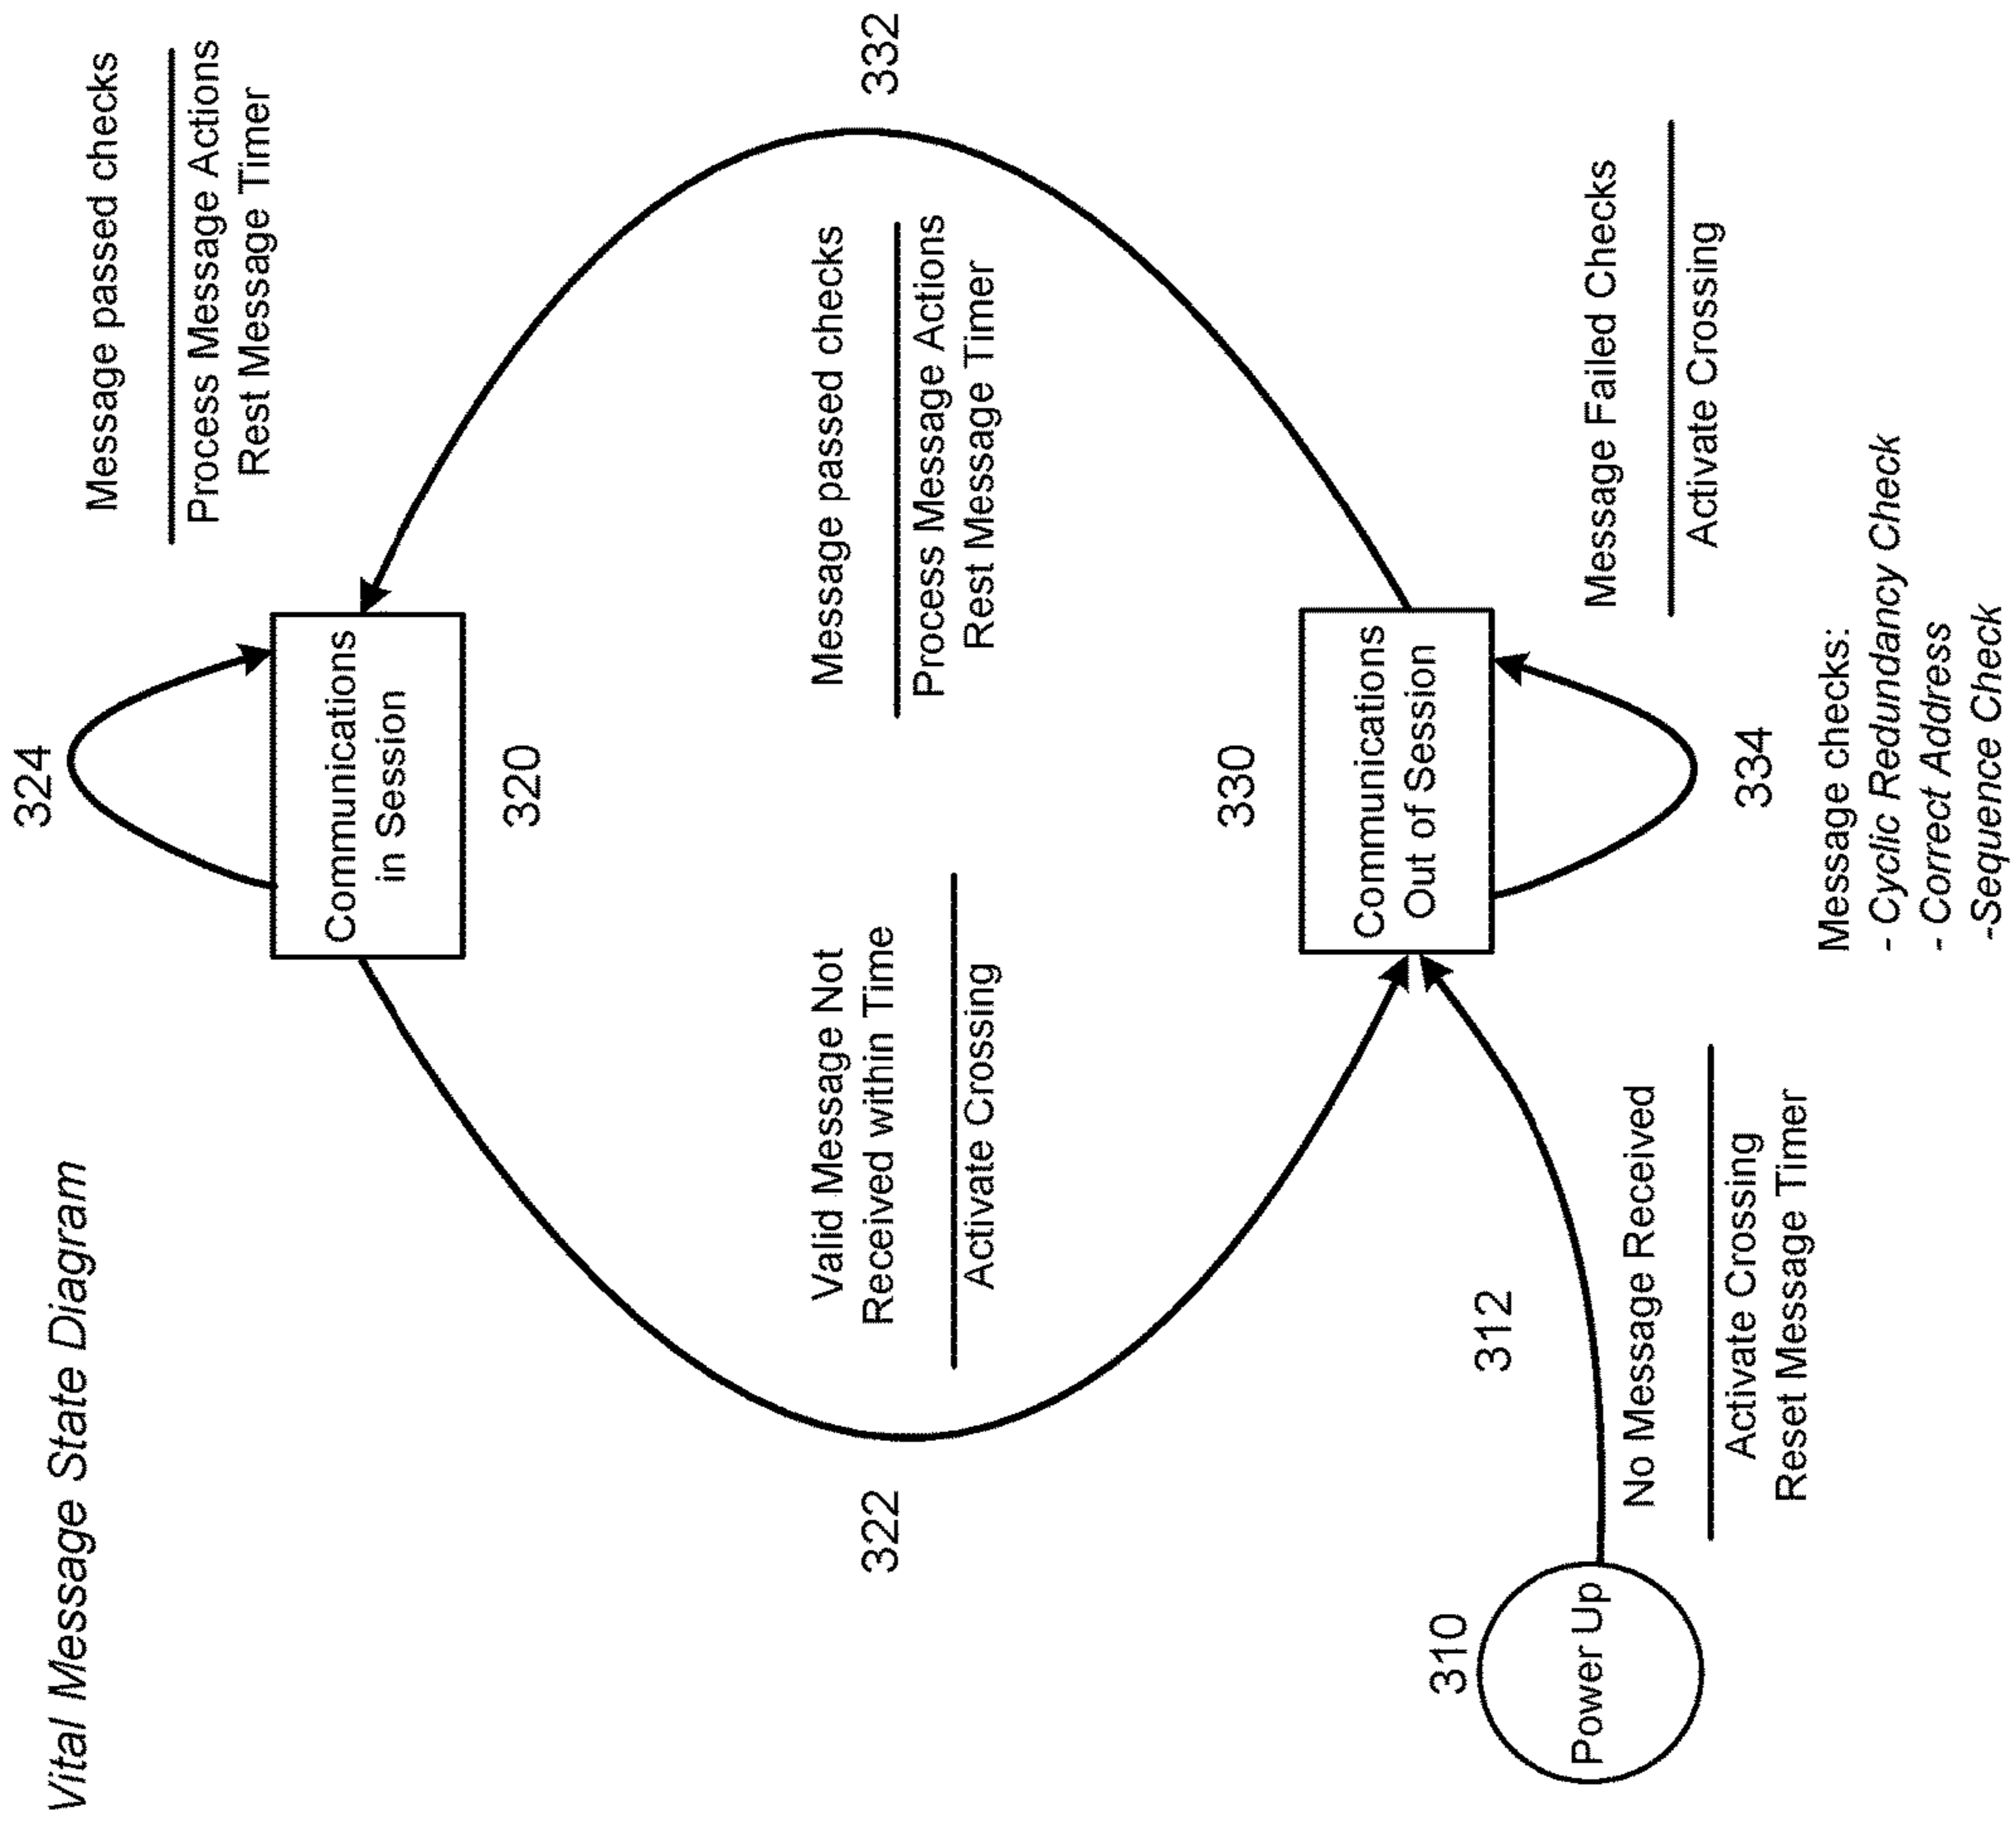 Vital Message State Diagram
324
Communications
in Session
320
Message passed checks
Process Message Actions
Rest Message Timer
322
Valid Message Not
Received within Time
Activate Crossing
Message passed checks
Process Message Actions
Rest Message Timer
332
310
Power Up
312
No Message Received
Activate Crossing
Reset Message Timer
330
Communications
Out of Session
334
Message Failed Checks
Activate Crossing
Message checks:
- Cyclic Redundancy Check
- Correct Address
-Sequence Check